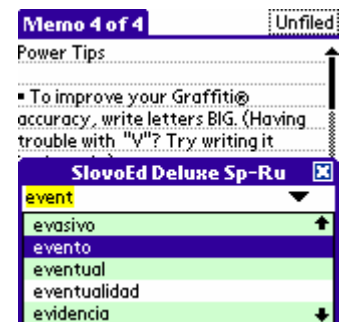 Memo 4 of 4 Unfiled
Power Tips
▪ To improve your Graffiti®
accuracy, write letters BIG. (Having
trouble with "V"? Try writing it
SlovoEd Deluxe Sp-Ru
event
evasivo
evento
eventual
eventualidad
evidencia